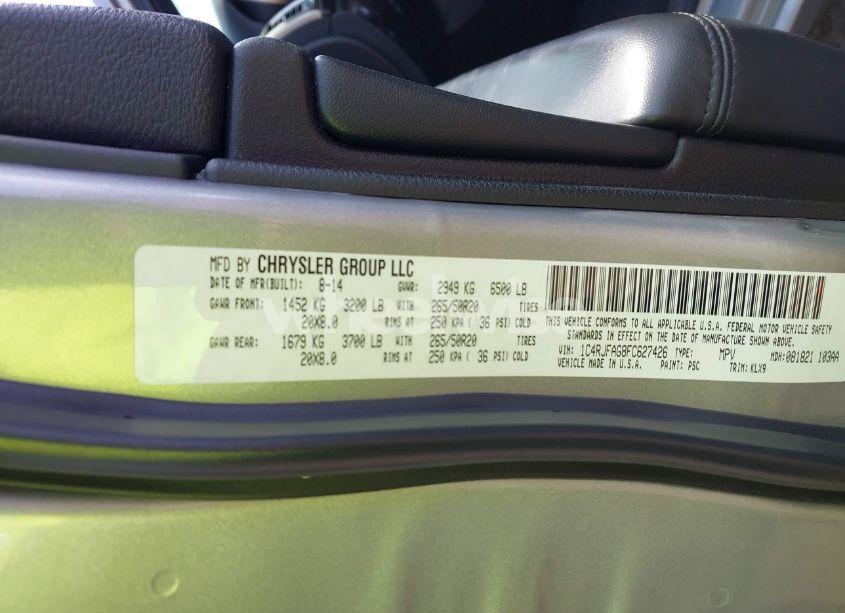 MFD BY CHRYSLER GROUP LLC
DATE OF MFR(BUILT): 8-14 GVWR: 2949 KG 6500 LB
GAWR FRONT: 1452 KG 3200 LB WITH 265/50R20 TIRES
20X8.0 RIMS AT 250 KPA ( 36 PSI) COLD
GAWR REAR: 1679 KG 3700 LB WITH 265/50R20 TIRES
20X8.0 RIMS AT 250 KPA ( 36 PSI) COLD
THIS VEHICLE CONFORMS TO ALL APPLICABLE U.S.A. FEDERAL MOTOR VEHICLE SAFETY
STANDARDS IN EFFECT ON THE DATE OF MANUFACTURE SHOWN ABOVE.
VIN: 1C4RJFAG8FC627426 TYPE: MPV MDH: 081821 103AA
VEHICLE MADE IN U.S.A. PAINT: PSC TRIM: KLX9